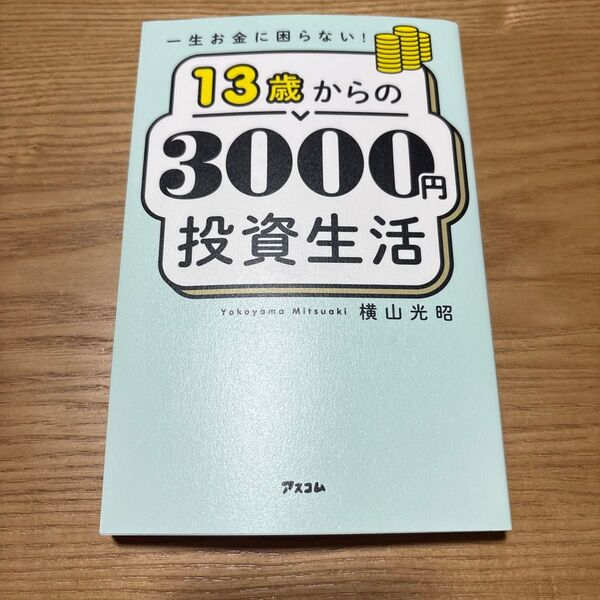 一生お金に困らない!
13歳からの
3000円
投資生活
Yokoyama Mitsuaki 横山光昭
アスコム